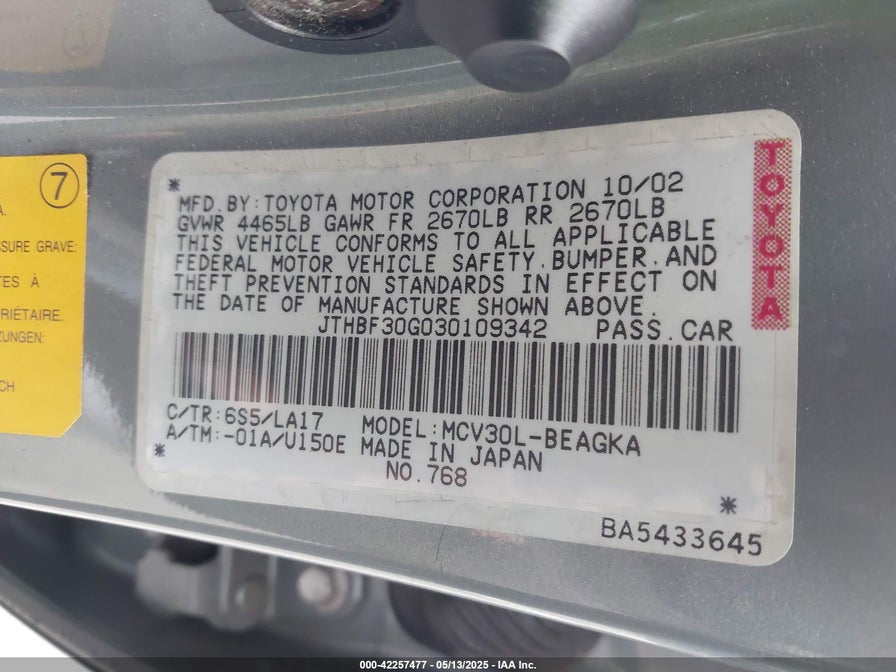 7
A.
SSURE GRAVE:
TES À
PRIÉTAIRE.
ZUNGEN:
CH
* MFD.BY:TOYOTA MOTOR CORPORATION 10/02
GVWR 4465LB GAWR FR 2670LB RR 2670LB
THIS VEHICLE CONFORMS TO ALL APPLICABLE
FEDERAL MOTOR VEHICLE SAFETY,BUMPER,AND
THEFT PREVENTION STANDARDS IN EFFECT ON
THE DATE OF MANUFACTURE SHOWN ABOVE.
JTHBF30G030109342 PASS.CAR
C/TR:6S5/LA17 MODEL:MCV30L-BEAGKA
A/TM:-01A/U150E MADE IN JAPAN
* NO.768 *
BA5433645
TOYOTA
000-42257477 - 05/13/2025 - IAA Inc.